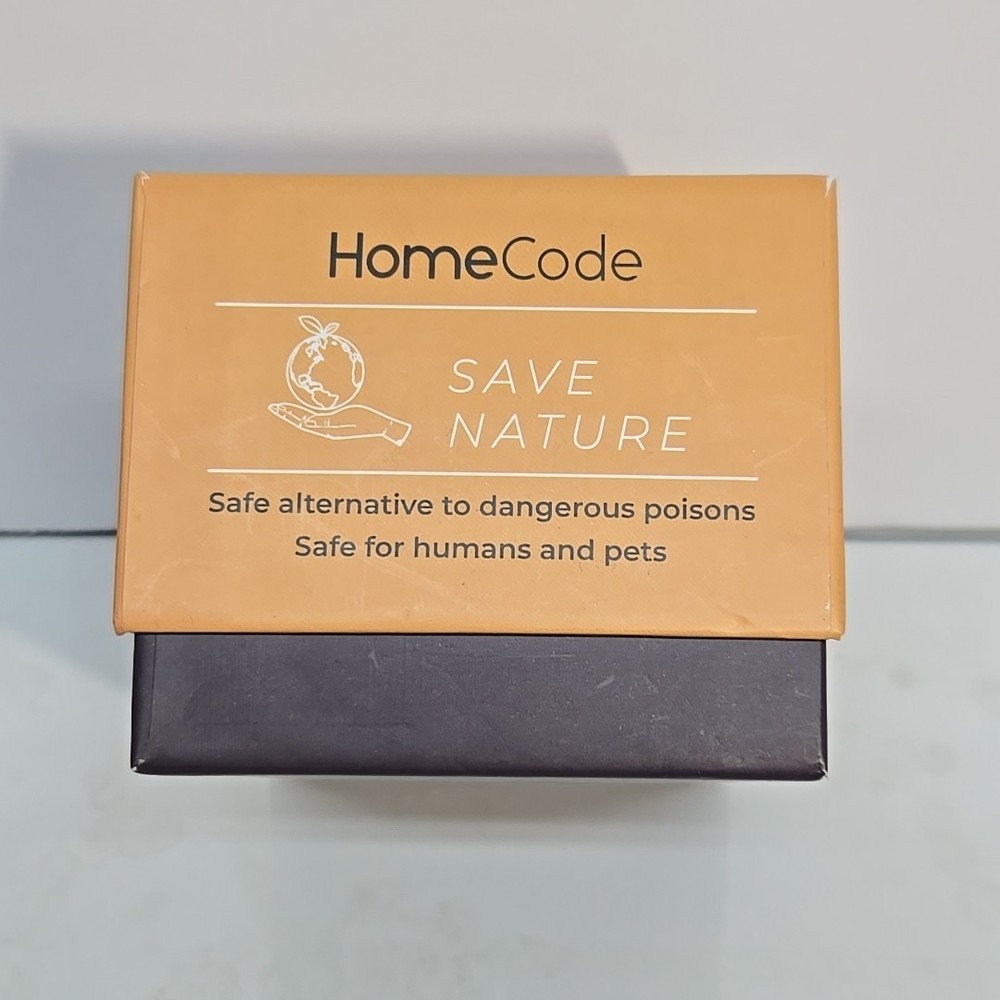 HomeCode
SAVE
NATURE
Safe alternative to dangerous poisons
Safe for humans and pets